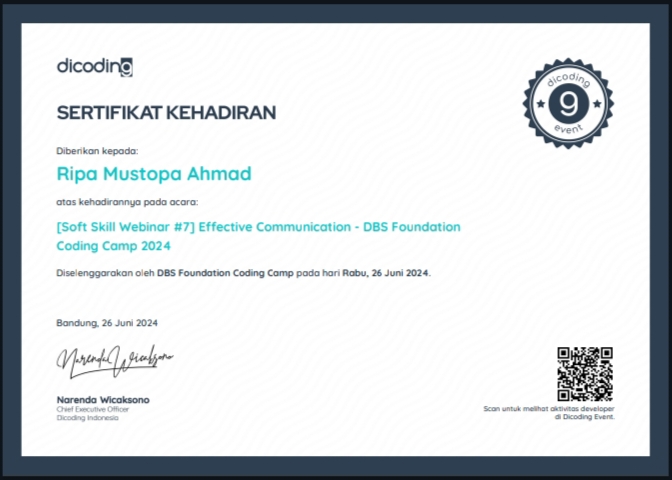 dicoding
SERTIFIKAT KEHADIRAN
dicoding
9
event
Diberikan kepada:
Ripa Mustopa Ahmad
atas kehadirannya pada acara:
[Soft Skill Webinar #7] Effective Communication - DBS Foundation
Coding Camp 2024
Diselenggarakan oleh DBS Foundation Coding Camp pada hari Rabu, 26 Juni 2024.
Bandung, 26 Juni 2024
Narenda Wicaksono
Narenda Wicaksono
Chief Executive Officer
Dicoding Indonesia
Scan untuk melihat aktivitas developer
di Dicoding Event.